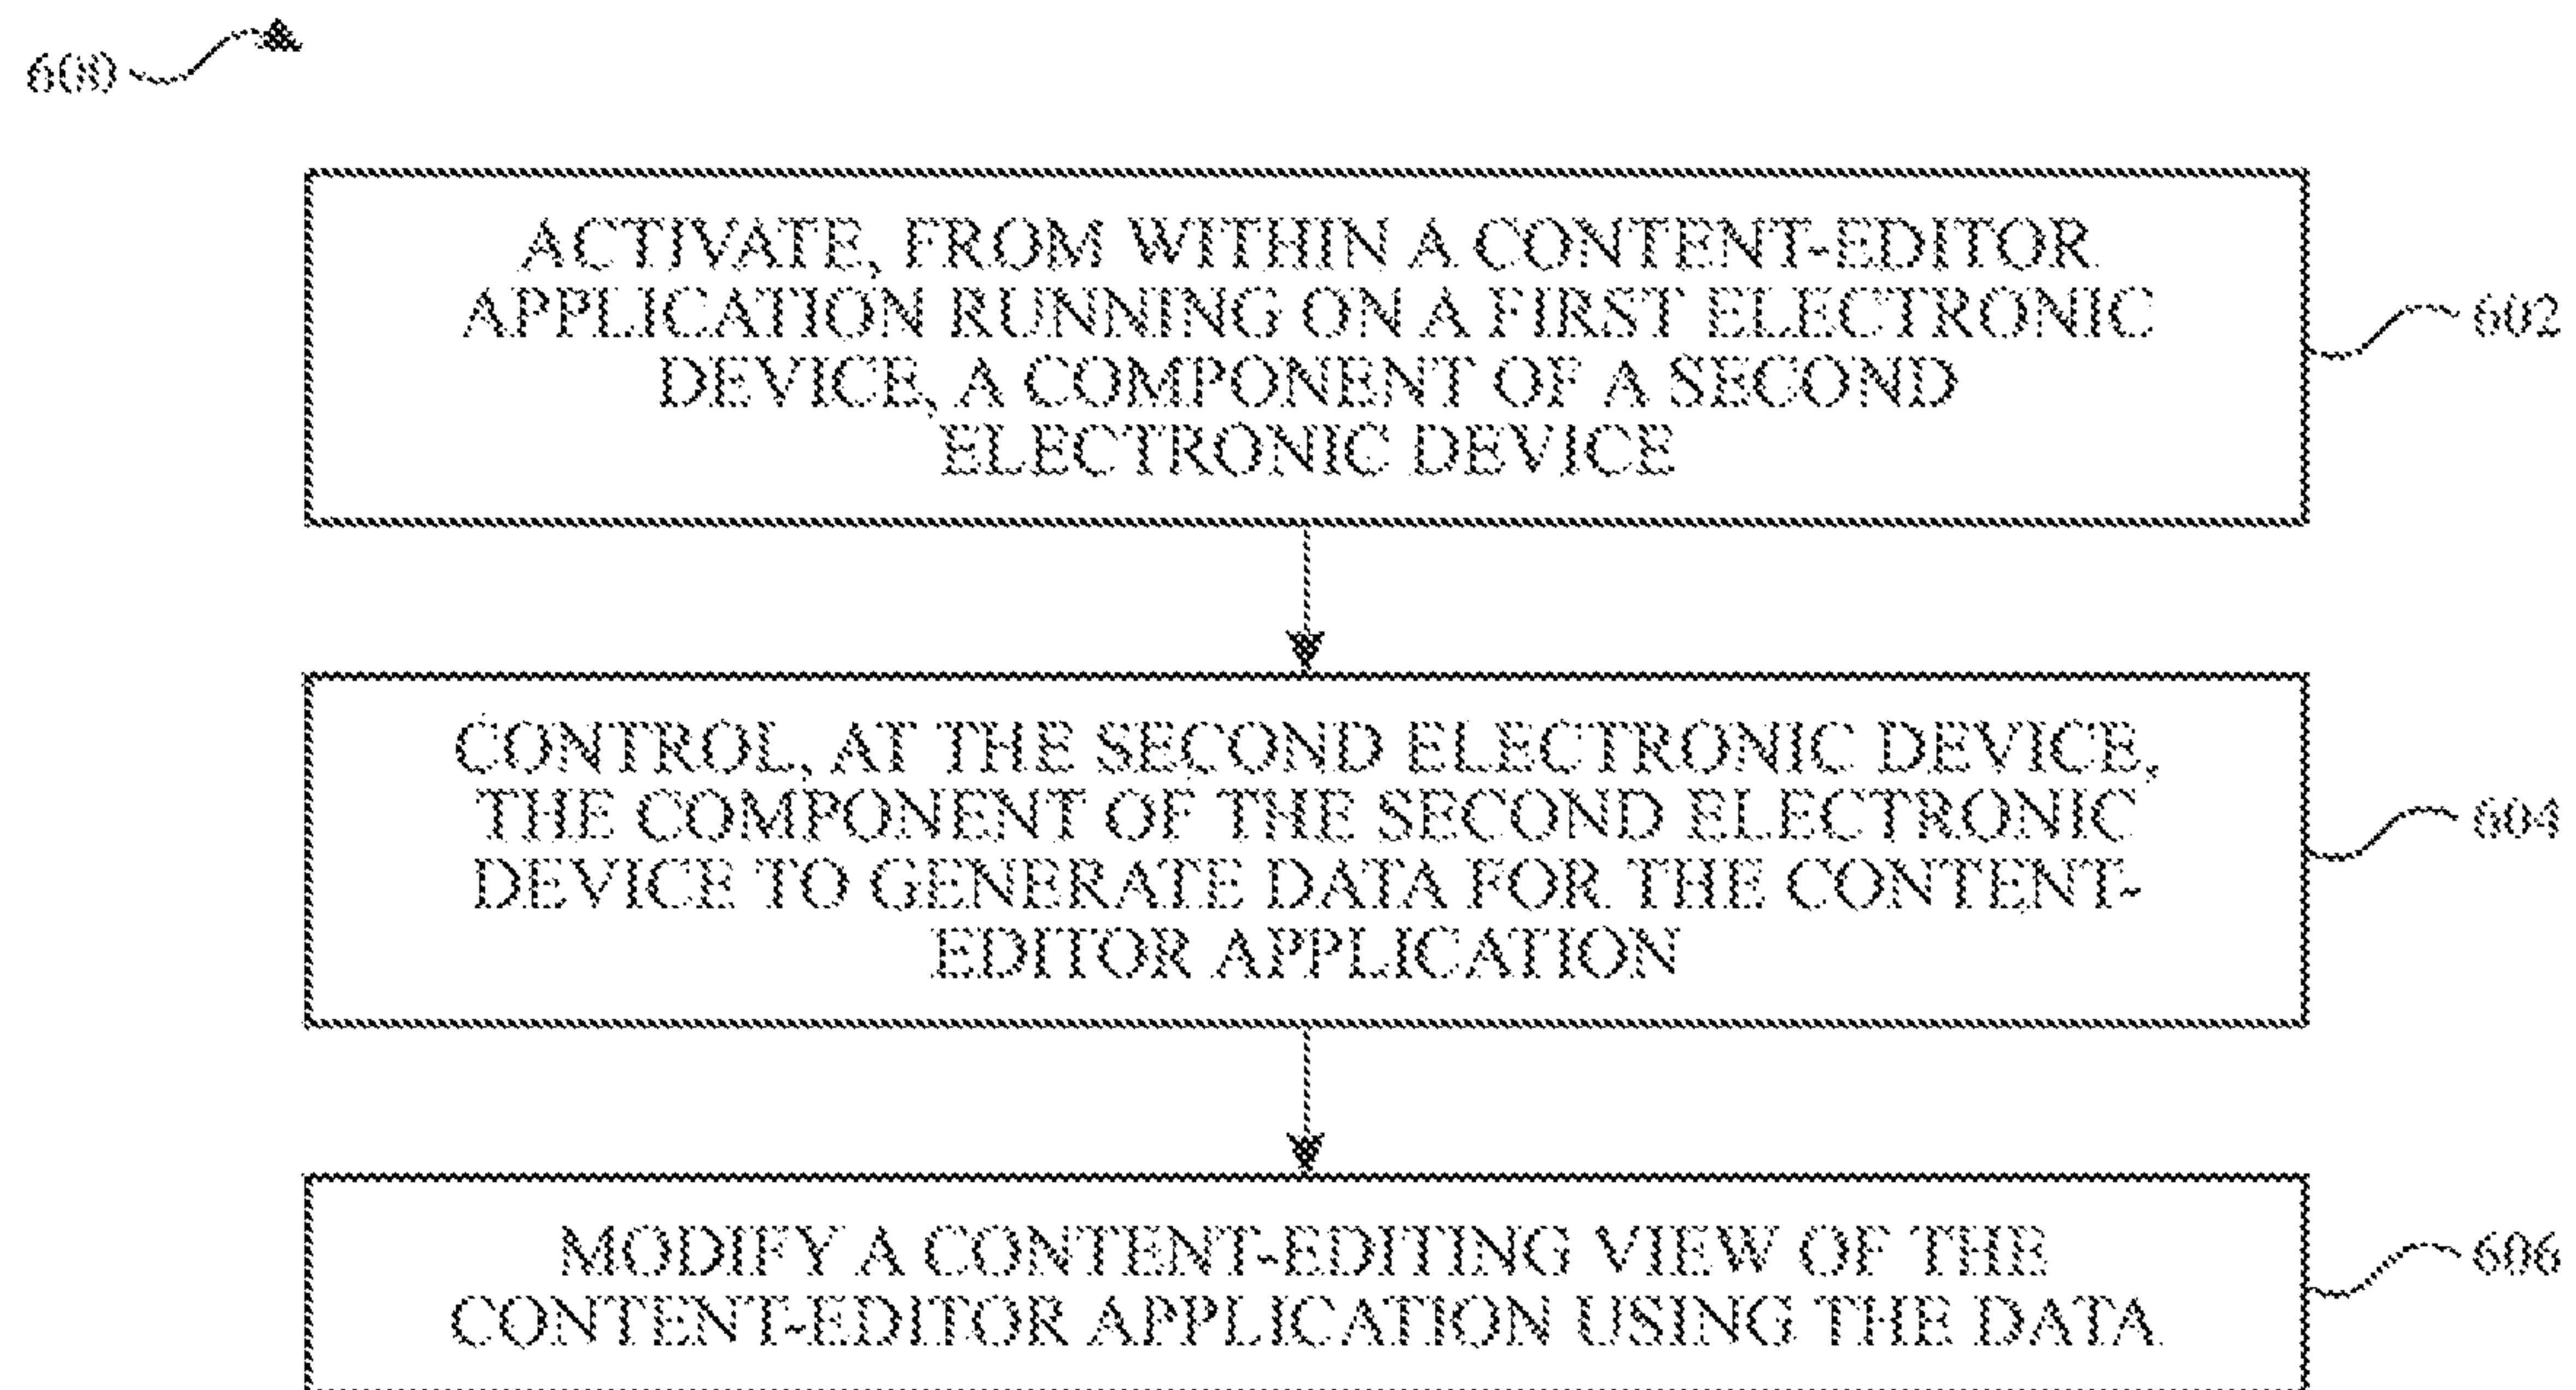 600
ACTIVATE, FROM WITHIN A CONTENT-EDITOR
APPLICATION RUNNING ON A FIRST ELECTRONIC
DEVICE, A COMPONENT OF A SECOND
ELECTRONIC DEVICE
602
CONTROL, AT THE SECOND ELECTRONIC DEVICE,
THE COMPONENT OF THE SECOND ELECTRONIC
DEVICE TO GENERATE DATA FOR THE CONTENT-
EDITOR APPLICATION
604
MODIFY A CONTENT-EDITING VIEW OF THE
CONTENT-EDITOR APPLICATION USING THE DATA
606